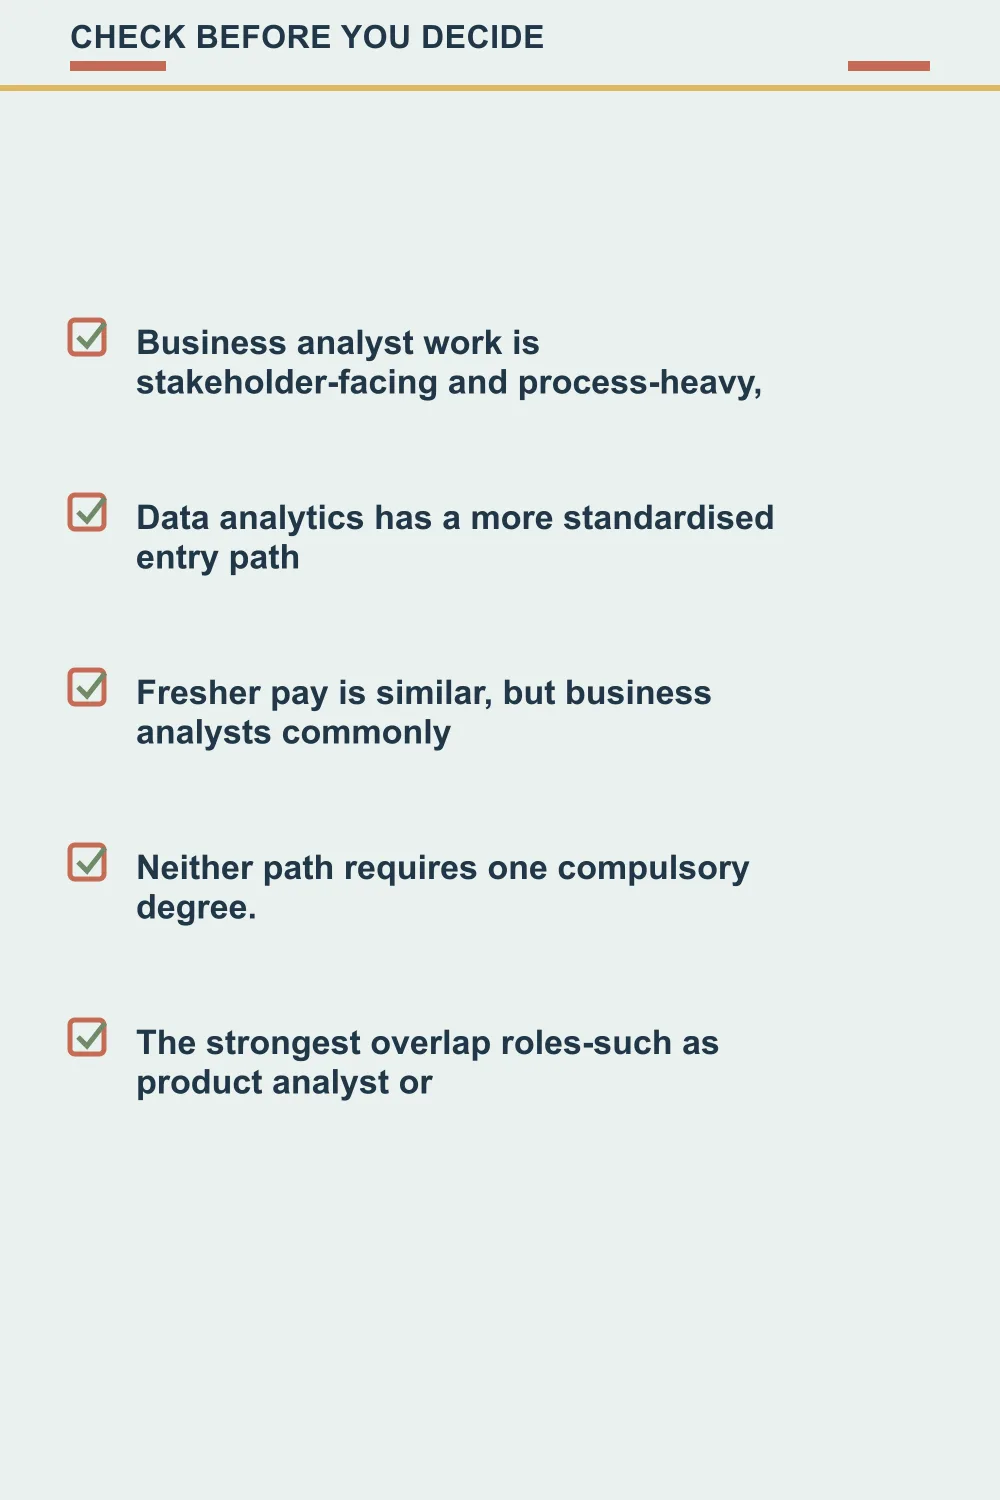 CHECK BEFORE YOU DECIDE
Business analyst work is
stakeholder-facing and process-heavy,
Data analytics has a more standardised
entry path
Fresher pay is similar, but business
analysts commonly
Neither path requires one compulsory
degree.
The strongest overlap roles-such as
product analyst or